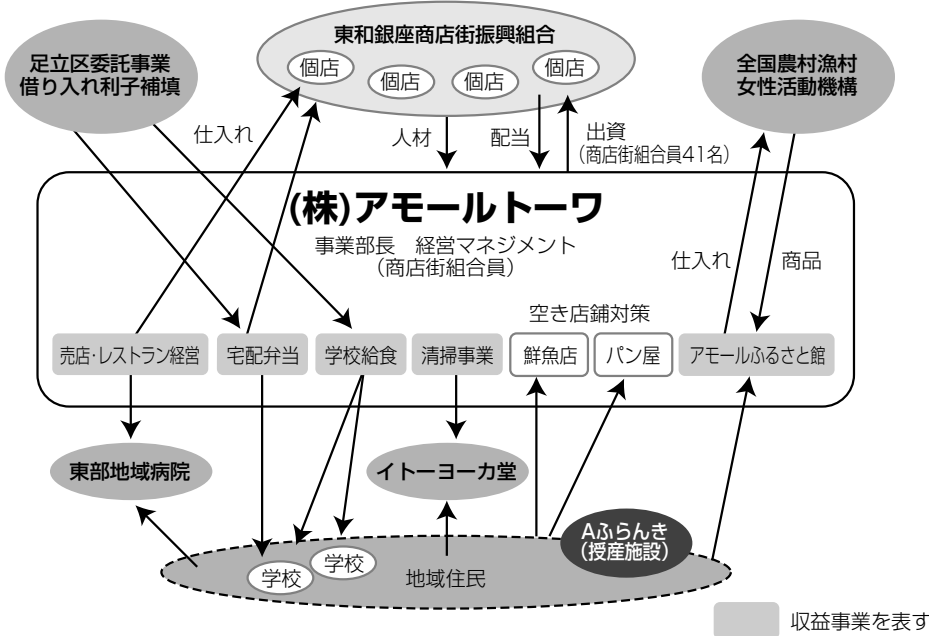 東和銀座商店街振興組合
個店
個店
個店
個店
足立区委託事業
借り入れ利子補填
全国農村漁村
女性活動機構
仕入れ
人材
配当
出資
(商店街組合員41名)
(株)アモールトーワ
事業部長 経営マネジメント
(商店街組合員)
仕入れ
商品
空き店舗対策
売店・レストラン経営
宅配弁当
学校給食
清掃事業
鮮魚店
パン屋
アモールふるさと館
東部地域病院
イトーヨーカ堂
Aふらんき
(授産施設)
学校
学校
地域住民
収益事業を表す